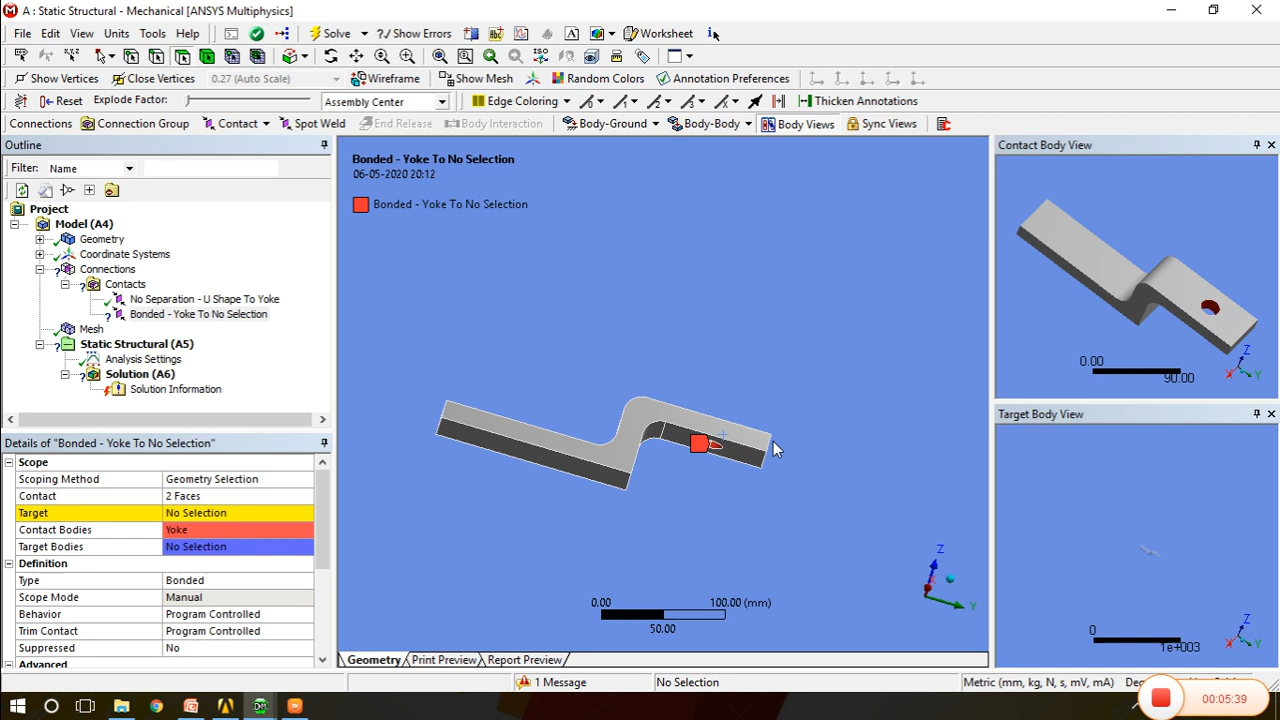 A : Static Structural - Mechanical [ANSYS Multiphysics]
File Edit View Units Tools Help Solve Show Errors Worksheet
Show Vertices Close Vertices 0.27 (Auto Scale) Wireframe Show Mesh Random Colors Annotation Preferences
Reset Explode Factor: Assembly Center Edge Coloring Thicken Annotations
Connections Connection Group Contact Spot Weld End Release Body Interaction Body-Ground Body-Body Body Views Sync Views
Outline
Filter: Name
Project
Model (A4)
Geometry
Coordinate Systems
Connections
Contacts
No Separation - U Shape To Yoke
Bonded - Yoke To No Selection
Mesh
Static Structural (A5)
Analysis Settings
Solution (A6)
Solution Information
Details of "Bonded - Yoke To No Selection"
Scope
Scoping Method Geometry Selection
Contact 2 Faces
Target No Selection
Contact Bodies Yoke
Target Bodies No Selection
Definition
Type Bonded
Scope Mode Manual
Behavior Program Controlled
Trim Contact Program Controlled
Suppressed No
Advanced
Bonded - Yoke To No Selection
06-05-2020 20:12
Bonded - Yoke To No Selection
Z
Y
0.00 100.00 (mm)
50.00
Geometry Print Preview Report Preview
Contact Body View
0.00
90.00
Z
X Y
Target Body View
0
1e+003
Z
X Y
1 Message No Selection Metric (mm, kg, N, s, mV, mA)
00:05:39